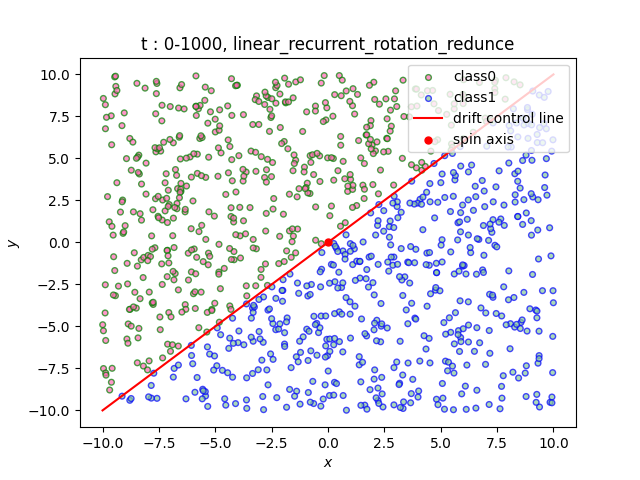 t : 0-1000, linear_recurrent_rotation_redunce
class0
class1
drift control line
spin axis
10.0
7.5
5.0
2.5
0.0
−2.5
−5.0
−7.5
−10.0
y
−10.0 −7.5 −5.0 −2.5 0.0 2.5 5.0 7.5 10.0
x